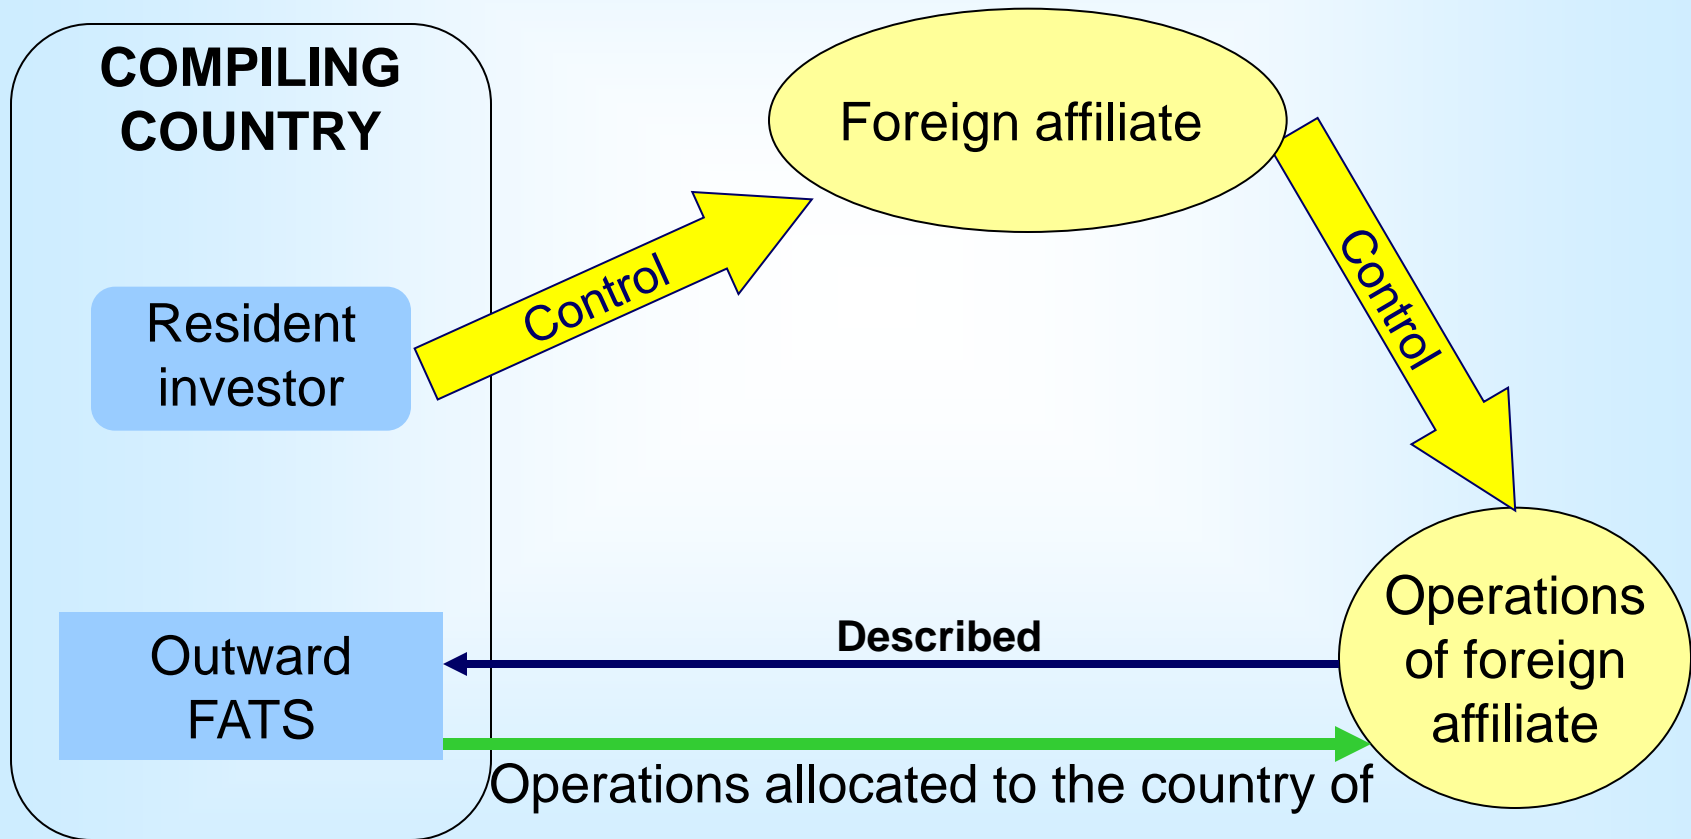 COMPILING
COUNTRY
Foreign affiliate
Control
Control
Resident
investor
Operations
of foreign
affiliate
Described
Outward
FATS
Operations allocated to the country of